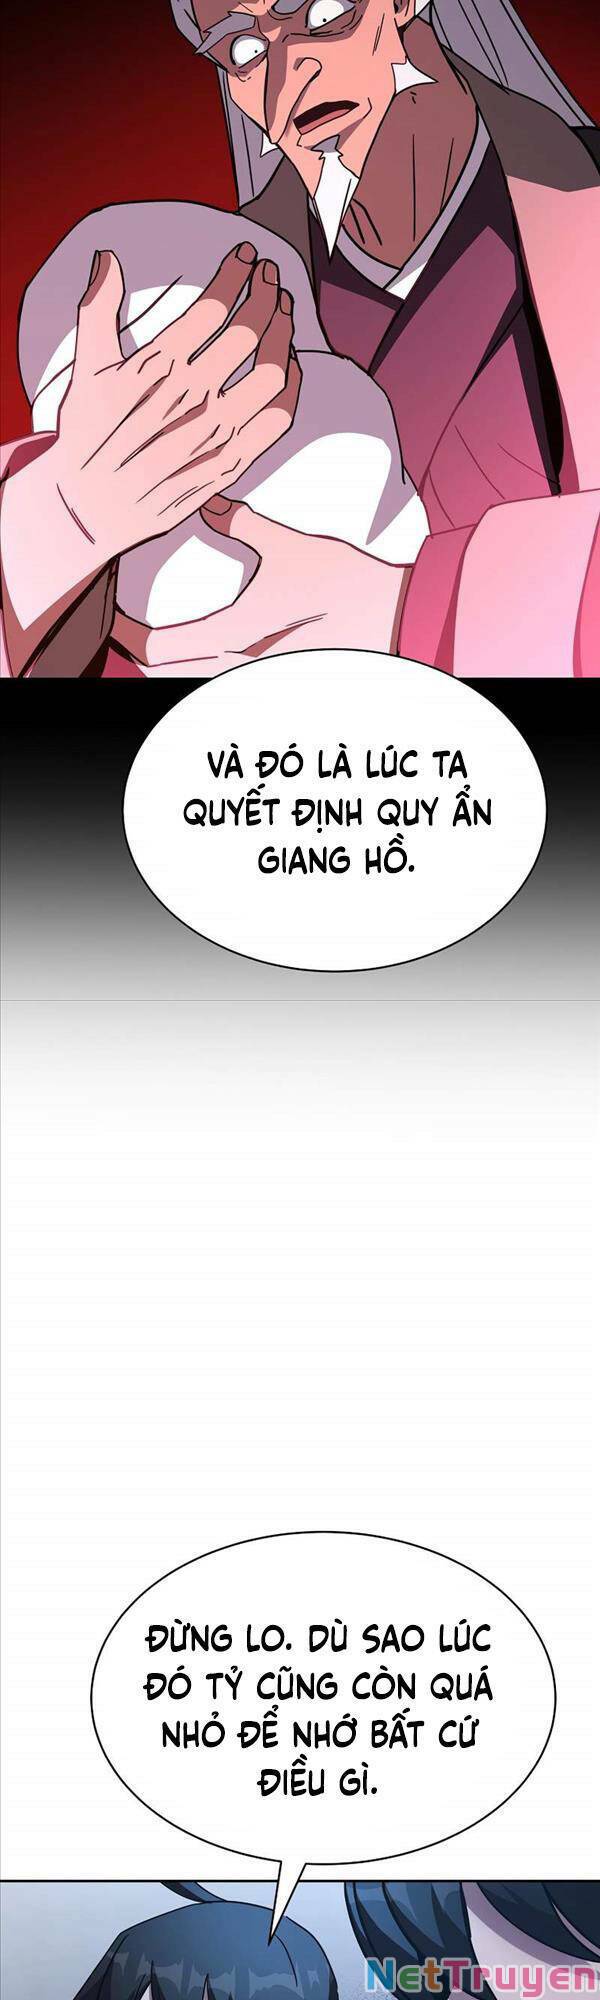 VÀ ĐÓ LÀ LÚC TA
QUYẾT ĐỊNH QUY ẨN
GIANG HỒ.
ĐỪNG LO. DÙ SAO LÚC
ĐÓ TỶ CŨNG CÒN QUÁ
NHỎ ĐỂ NHỚ BẤT CỨ
ĐIỀU GÌ.
NetTruyen